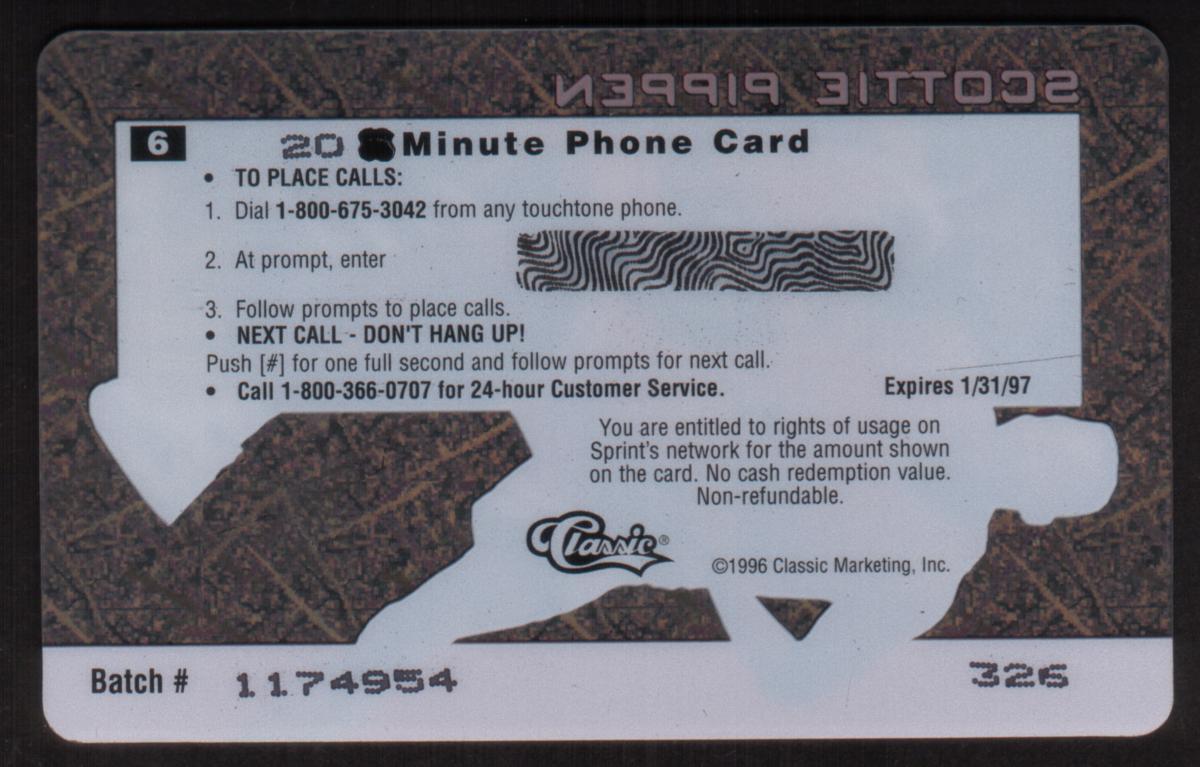 SCOTTIE PIPPEN
6
20 Minute Phone Card
• TO PLACE CALLS:
1. Dial 1-800-675-3042 from any touchtone phone.
2. At prompt, enter
3. Follow prompts to place calls.
• NEXT CALL - DON'T HANG UP!
Push [#] for one full second and follow prompts for next call.
• Call 1-800-366-0707 for 24-hour Customer Service.
Expires 1/31/97
You are entitled to rights of usage on
Sprint's network for the amount shown
on the card. No cash redemption value.
Non-refundable.
Classic®
©1996 Classic Marketing, Inc.
Batch # 1174954
326